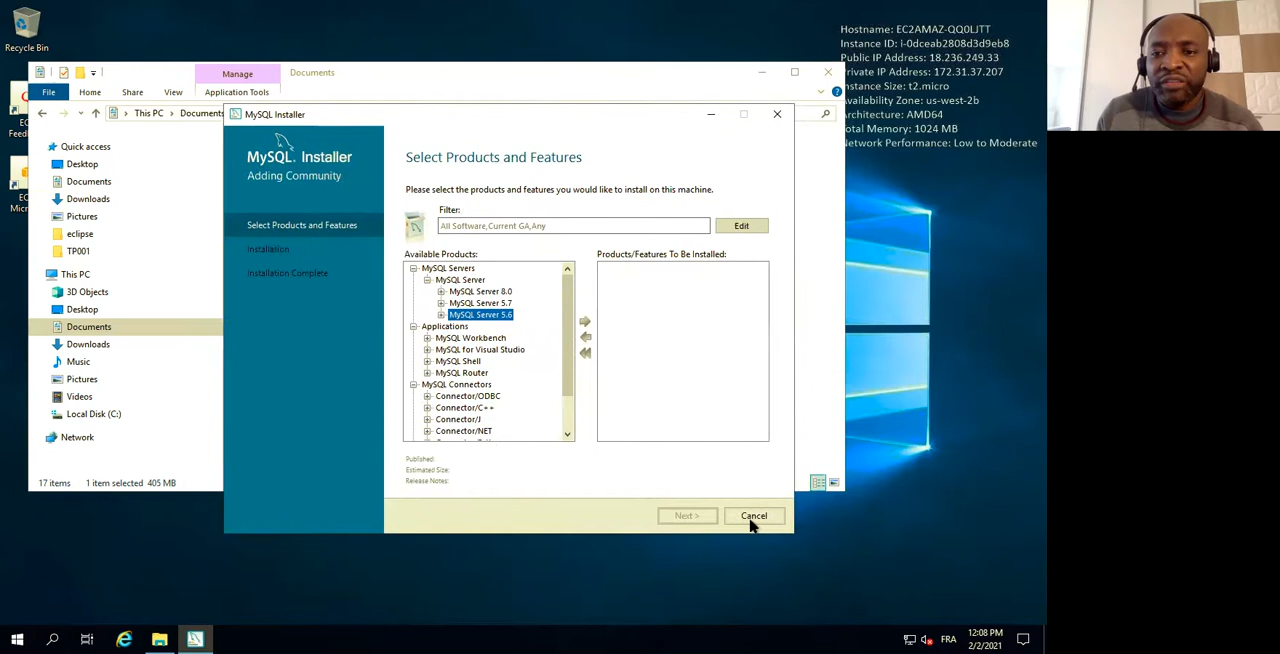 Recycle Bin
Hostname: EC2AMAZ-QQ0LJTT
Instance ID: i-0dceab2808d3d9eb8
Public IP Address: 18.236.249.33
Private IP Address: 172.31.37.207
Instance Size: t2.micro
Availability Zone: us-west-2b
Architecture: AMD64
Total Memory: 1024 MB
Network Performance: Low to Moderate
EC
Feedb
EC
Micr
Manage
Documents
File
Home
Share
View
Application Tools
This PC
Documents
Quick access
Desktop
Documents
Downloads
Pictures
eclipse
TP001
This PC
3D Objects
Desktop
Documents
Downloads
Music
Pictures
Videos
Local Disk (C:)
Network
17 items
1 item selected 405 MB
MySQL Installer
MySQL. Installer
Adding Community
Select Products and Features
Installation
Installation Complete
Select Products and Features
Please select the products and features you would like to install on this machine.
Filter:
All Software,Current GA,Any
Edit
Available Products:
Products/Features To Be Installed:
MySQL Servers
MySQL Server
MySQL Server 8.0
MySQL Server 5.7
MySQL Server 5.6
Applications
MySQL Workbench
MySQL for Visual Studio
MySQL Shell
MySQL Router
MySQL Connectors
Connector/ODBC
Connector/C++
Connector/J
Connector/NET
Published:
Estimated Size:
Release Notes:
Next >
Cancel
FRA
12:08 PM
2/2/2021